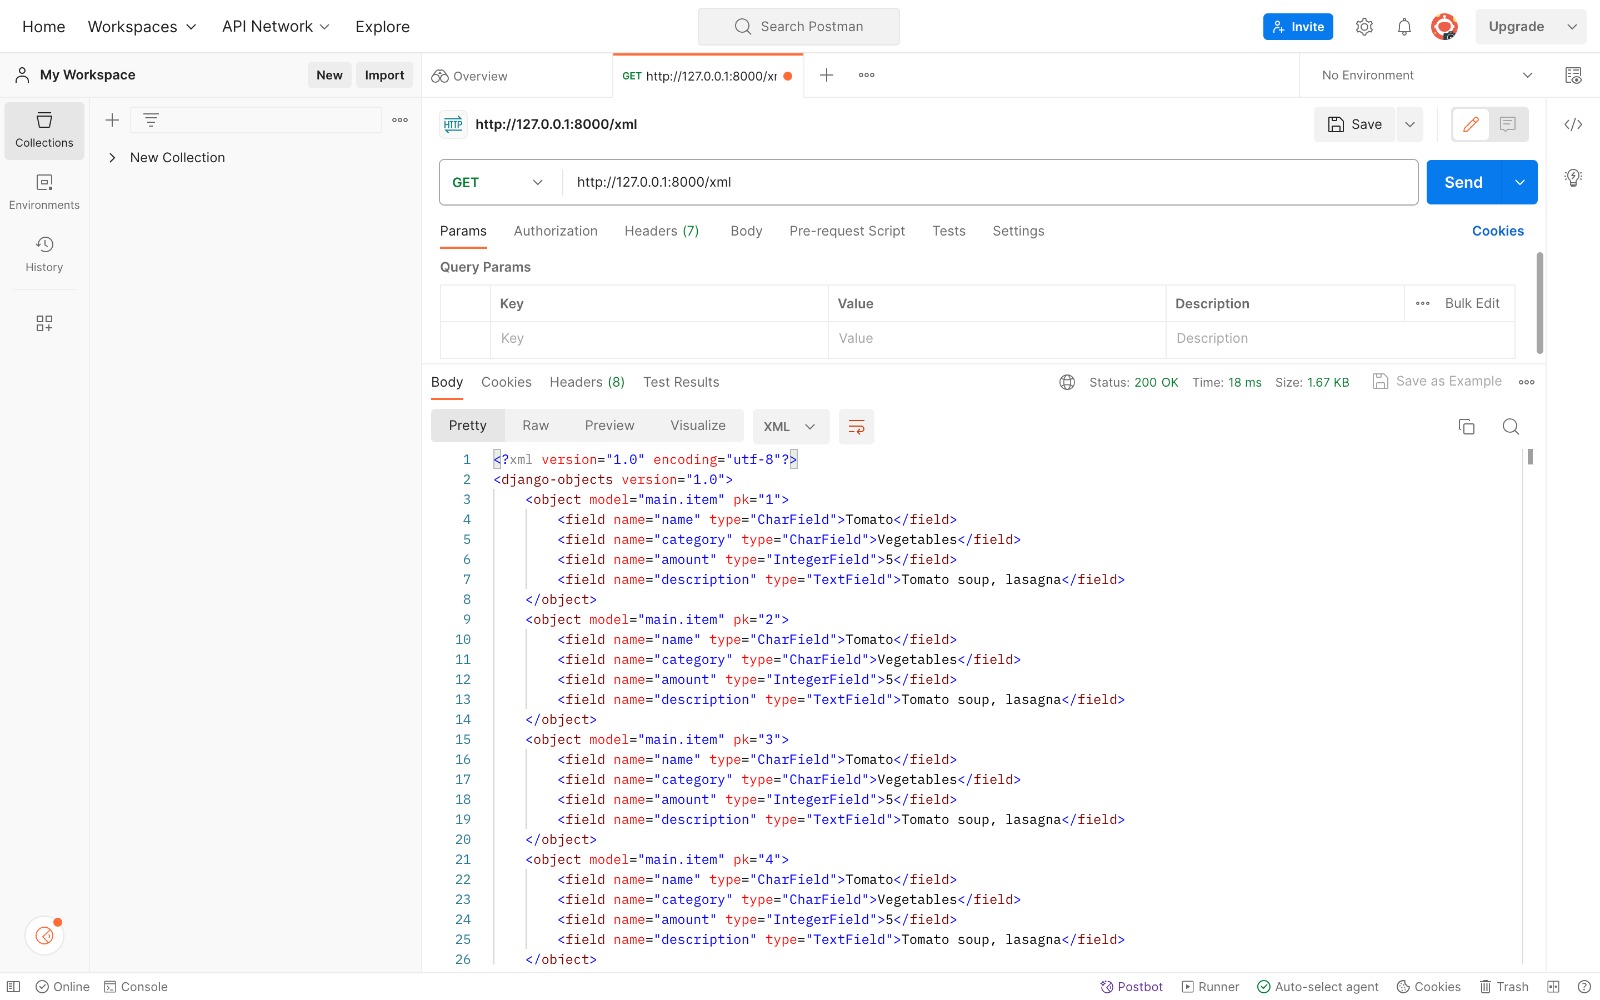 Home Workspaces API Network Explore Search Postman Invite Upgrade
My Workspace New Import Overview GET http://127.0.0.1:8000/xr No Environment
HTTP http://127.0.0.1:8000/xml Save
Collections
New Collection
Environments
History
GET http://127.0.0.1:8000/xml Send
Params Authorization Headers (7) Body Pre-request Script Tests Settings Cookies
Query Params
Key Value Description Bulk Edit
Key Value Description
Body Cookies Headers (8) Test Results Status: 200 OK Time: 18 ms Size: 1.67 KB Save as Example
Pretty Raw Preview Visualize XML
1 <?xml version="1.0" encoding="utf-8"?>
2 <django-objects version="1.0">
3 <object model="main.item" pk="1">
4 <field name="name" type="CharField">Tomato</field>
5 <field name="category" type="CharField">Vegetables</field>
6 <field name="amount" type="IntegerField">5</field>
7 <field name="description" type="TextField">Tomato soup, lasagna</field>
8 </object>
9 <object model="main.item" pk="2">
10 <field name="name" type="CharField">Tomato</field>
11 <field name="category" type="CharField">Vegetables</field>
12 <field name="amount" type="IntegerField">5</field>
13 <field name="description" type="TextField">Tomato soup, lasagna</field>
14 </object>
15 <object model="main.item" pk="3">
16 <field name="name" type="CharField">Tomato</field>
17 <field name="category" type="CharField">Vegetables</field>
18 <field name="amount" type="IntegerField">5</field>
19 <field name="description" type="TextField">Tomato soup, lasagna</field>
20 </object>
21 <object model="main.item" pk="4">
22 <field name="name" type="CharField">Tomato</field>
23 <field name="category" type="CharField">Vegetables</field>
24 <field name="amount" type="IntegerField">5</field>
25 <field name="description" type="TextField">Tomato soup, lasagna</field>
26 </object>
Online Console Postbot Runner Auto-select agent Cookies Trash